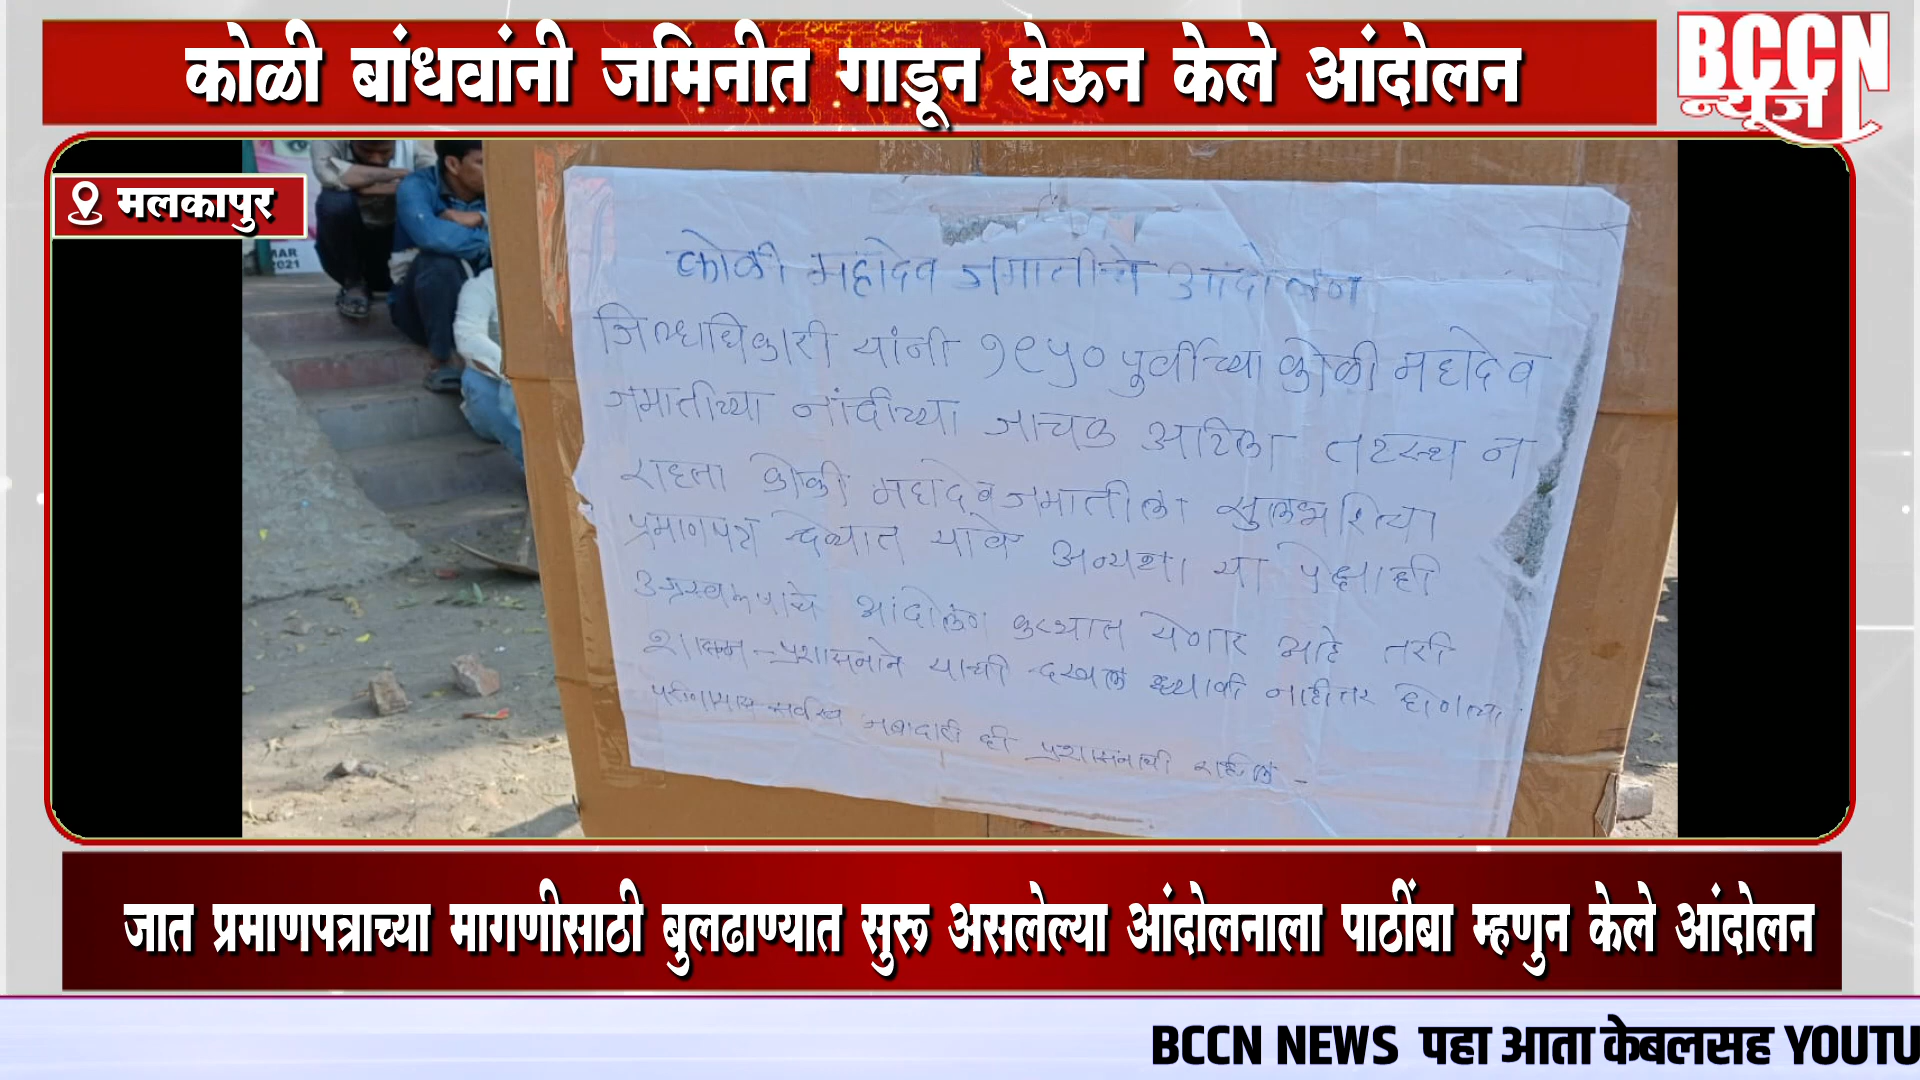 कोळी बांधवांनी जमिनीत गाडून घेऊन केले आंदोलन
BCCN
न्यूज
मलकापुर
MAR
2021
कोळी महादेव जमातीचे आंदोलन
जिल्हाधिकारी यांनी १९५० पुर्वीच्या कोळी महादेव
जमातीच्या नोंदीच्या जाचक अटीला तटस्थ न
राहता कोळी महादेव जमातीला सुलभरित्या
प्रमाणपत्र देव्यात यावे अन्यथा या पेक्षाही
उग्रस्वरूपाचे आंदोलन करण्यात येणार आहे तरी
शासन - प्रशासनाने याची दखल घ्यावी नाहीतर होणाऱ्या
सर्वस्व जबादारी ही प्रशासनाची राहील -
जात प्रमाणपत्राच्या मागणीसाठी बुलढाण्यात सुरू असलेल्या आंदोलनाला पाठींबा म्हणुन केले आंदोलन
BCCN NEWS पहा आता केबलसह YOUTU